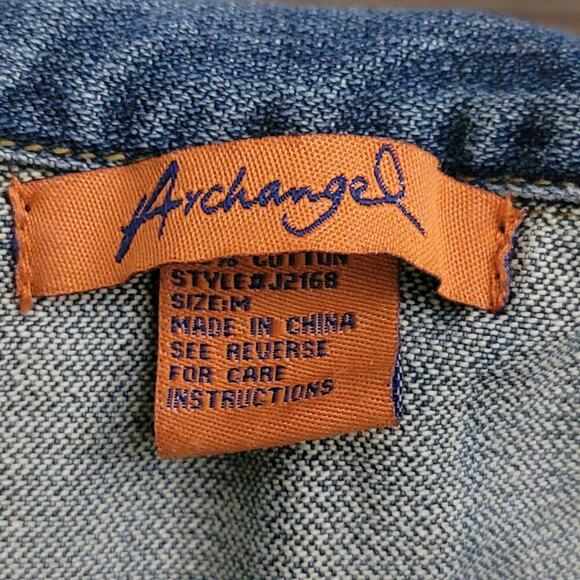 Archangel
% COTTON
STYLE#J2168
SIZE:M
MADE IN CHINA
SEE REVERSE
FOR CARE
INSTRUCTIONS